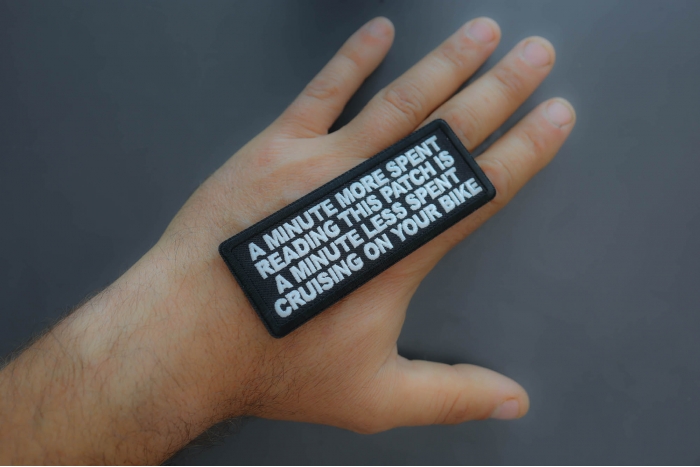 A MINUTE MORE SPENT
READING THIS PATCH IS
A MINUTE LESS SPENT
CRUISING ON YOUR BIKE